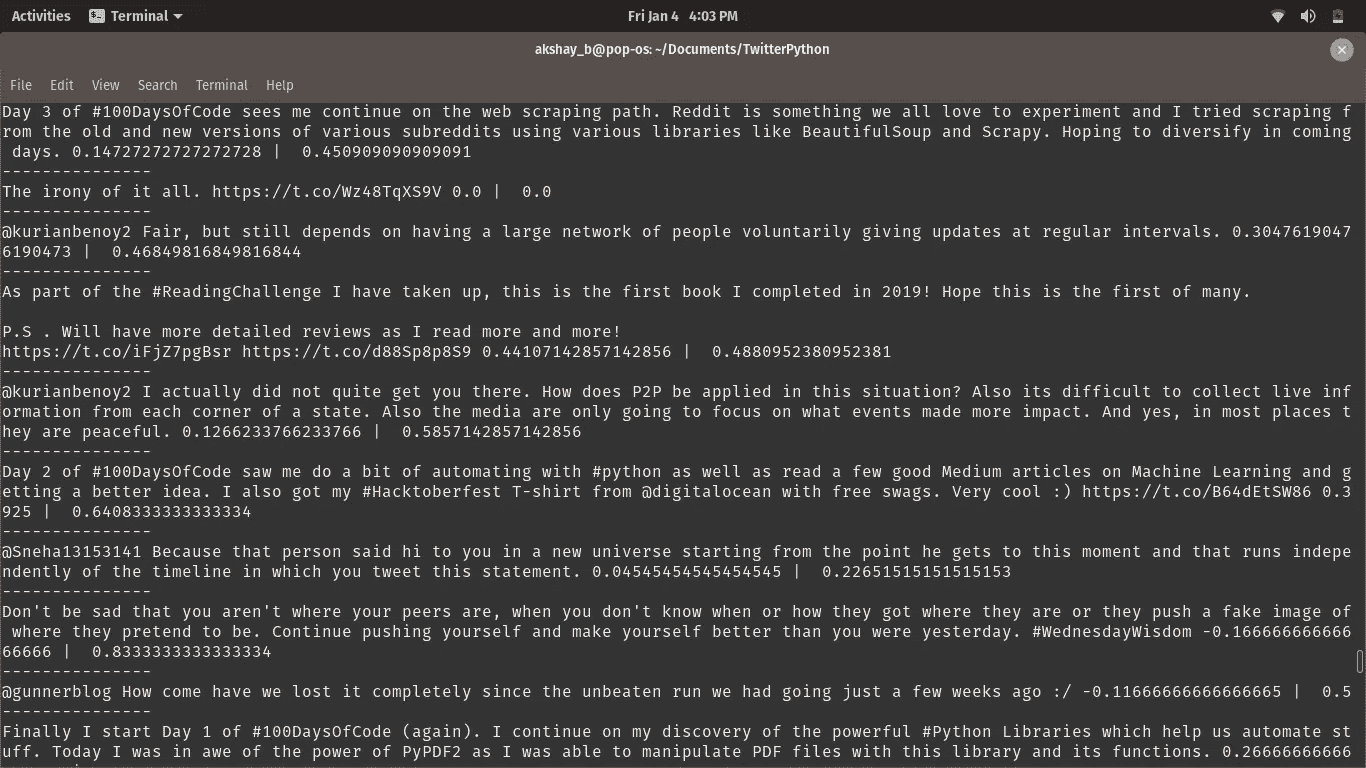 Activities Terminal Fri Jan 4 4:03 PM
akshay_b@pop-os: ~/Documents/TwitterPython
File Edit View Search Terminal Help
Day 3 of #100DaysOfCode sees me continue on the web scraping path. Reddit is something we all love to experiment and I tried scraping f
rom the old and new versions of various subreddits using various libraries like BeautifulSoup and Scrapy. Hoping to diversify in coming
 days. 0.14727272727272728 |  0.450909090909091
---------------
The irony of it all. https://t.co/Wz48TqXS9V 0.0 |  0.0
---------------
@kurianbenoy2 Fair, but still depends on having a large network of people voluntarily giving updates at regular intervals. 0.3047619047
6190473 |  0.46849816849816844
---------------
As part of the #ReadingChallenge I have taken up, this is the first book I completed in 2019! Hope this is the first of many.

P.S . Will have more detailed reviews as I read more and more!
https://t.co/iFjZ7pgBsr https://t.co/d88Sp8p8S9 0.44107142857142856 |  0.4880952380952381
---------------
@kurianbenoy2 I actually did not quite get you there. How does P2P be applied in this situation? Also its difficult to collect live inf
ormation from each corner of a state. Also the media are only going to focus on what events made more impact. And yes, in most places t
hey are peaceful. 0.1266233766233766 |  0.5857142857142856
---------------
Day 2 of #100DaysOfCode saw me do a bit of automating with #python as well as read a few good Medium articles on Machine Learning and g
etting a better idea. I also got my #Hacktoberfest T-shirt from @digitalocean with free swags. Very cool :) https://t.co/B64dEtSW86 0.3
925 |  0.6408333333333334
---------------
@Sneha13153141 Because that person said hi to you in a new universe starting from the point he gets to this moment and that runs indepe
ndently of the timeline in which you tweet this statement. 0.04545454545454545 |  0.22651515151515153
---------------
Don't be sad that you aren't where your peers are, when you don't know when or how they got where they are or they push a fake image of
 where they pretend to be. Continue pushing yourself and make yourself better than you were yesterday. #WednesdayWisdom -0.166666666666
66666 |  0.8333333333333334
---------------
@gunnerblog How come have we lost it completely since the unbeaten run we had going just a few weeks ago :/ -0.11666666666666665 |  0.5
---------------
Finally I start Day 1 of #100DaysOfCode (again). I continue on my discovery of the powerful #Python Libraries which help us automate st
uff. Today I was in awe of the power of PyPDF2 as I was able to manipulate PDF files with this library and its functions. 0.26666666666